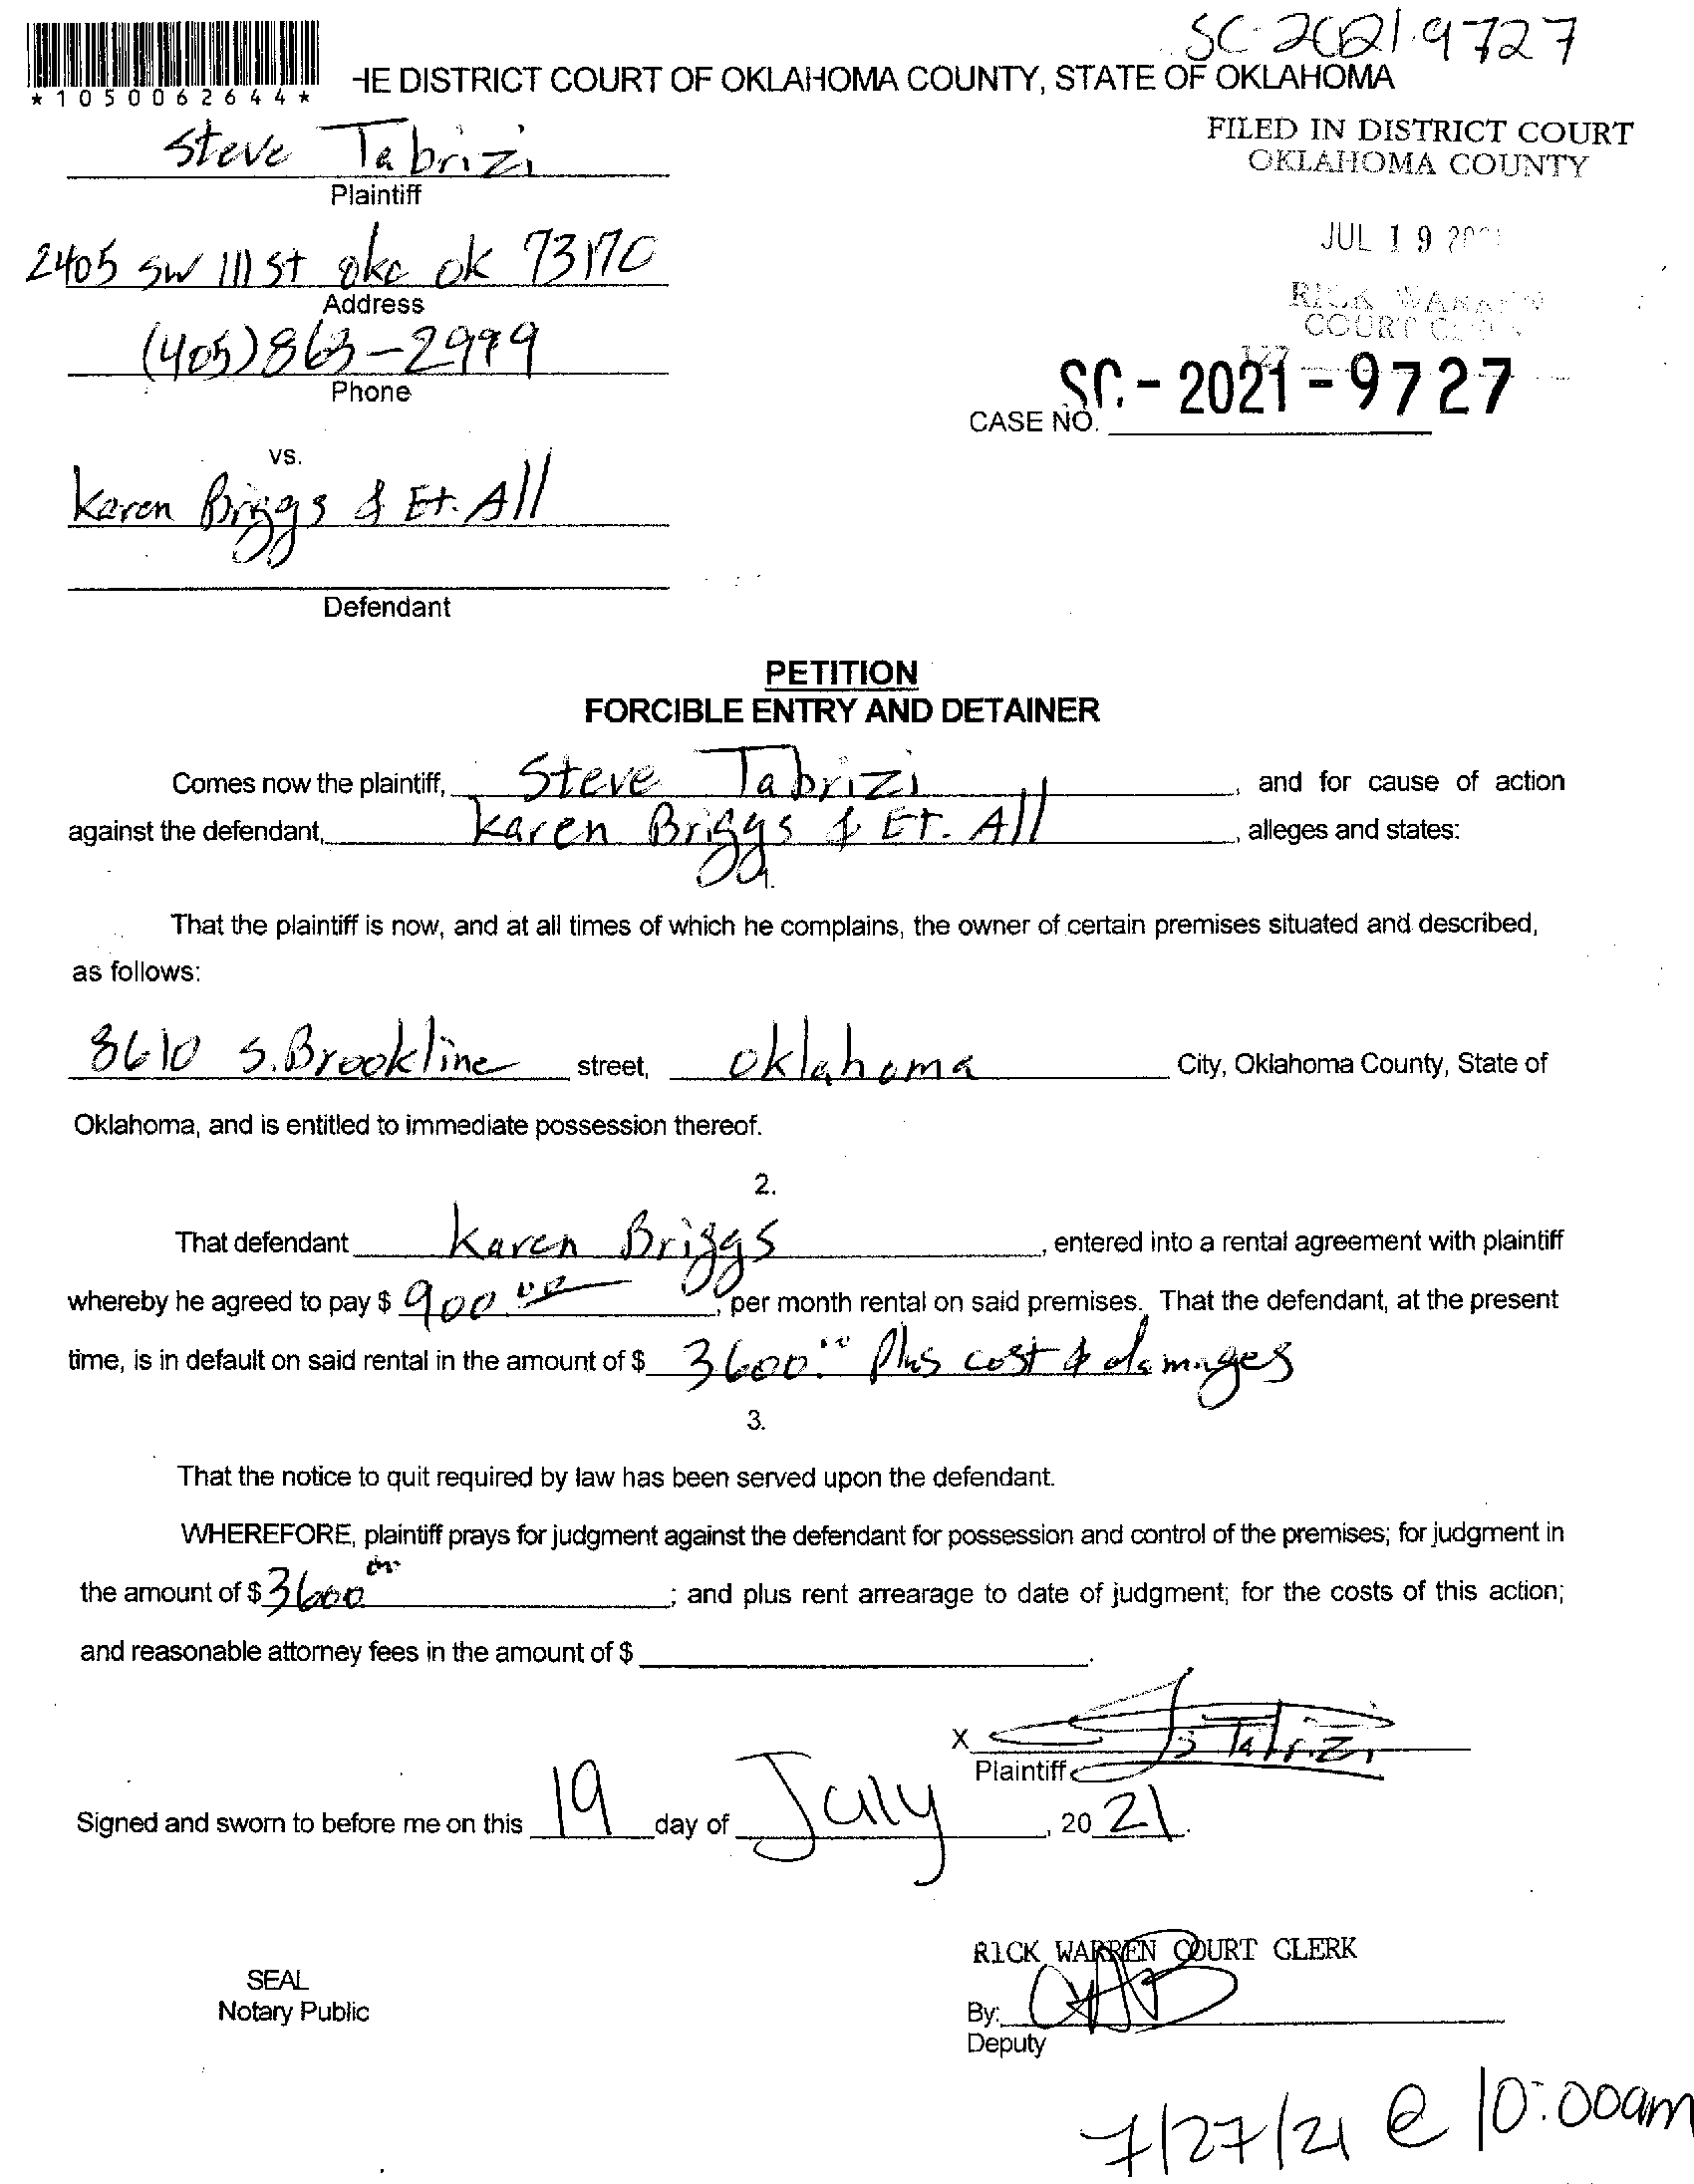 SC-2021-9727
*1050062644*
HE DISTRICT COURT OF OKLAHOMA COUNTY, STATE OF OKLAHOMA
FILED IN DISTRICT COURT
OKLAHOMA COUNTY
Steve Tabrizi
Plaintiff
JUL 19
2405 SW 111 St okc ok 73170
Address
RICK WARREN
COURT
(405) 863-2999
Phone
SC-2021-9727
CASE NO.
vs.
Karen Briggs & Et. All
Defendant
PETITION
FORCIBLE ENTRY AND DETAINER
Comes now the plaintiff, Steve Tabrizi, and for cause of action
against the defendant, Karen Briggs & Et. All, alleges and states:
1.
That the plaintiff is now, and at all times of which he complains, the owner of certain premises situated and described,
as follows:
3610 S. Brookline street, oklahoma City, Oklahoma County, State of
Oklahoma, and is entitled to immediate possession thereof.
2.
That defendant Karen Briggs, entered into a rental agreement with plaintiff
whereby he agreed to pay $ 900.00, per month rental on said premises. That the defendant, at the present
time, is in default on said rental in the amount of $ 3600.00 Plus cost & damages
3.
That the notice to quit required by law has been served upon the defendant.
WHEREFORE, plaintiff prays for judgment against the defendant for possession and control of the premises; for judgment in
the amount of $ 3600; and plus rent arrearage to date of judgment; for the costs of this action;
and reasonable attorney fees in the amount of $
X Tabrizi
Plaintiff
Signed and sworn to before me on this 19 day of July, 2021.
RICK WARREN COURT CLERK
SEAL
Notary Public
By:
Deputy
7/27/21 @ 10:00am